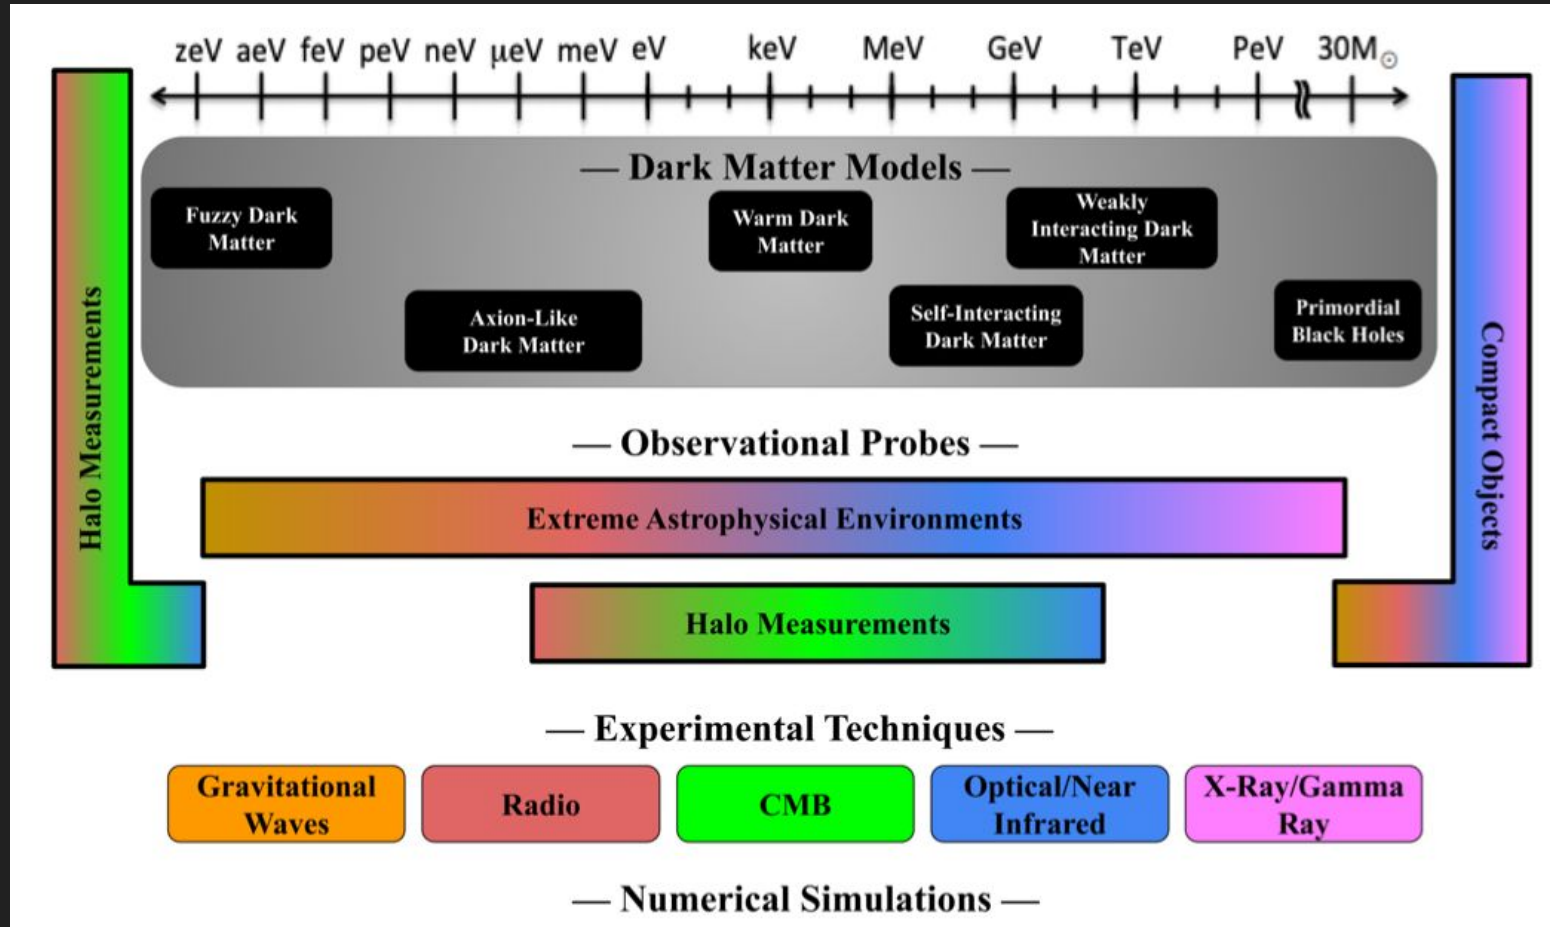 zeV aeV feV peV neV μeV meV eV keV MeV GeV TeV PeV 30M☉
— Dark Matter Models —
Fuzzy Dark
Matter
Warm Dark
Matter
Weakly
Interacting Dark
Matter
Axion-Like
Dark Matter
Self-Interacting
Dark Matter
Primordial
Black Holes
Halo Measurements
Compact Objects
— Observational Probes —
Extreme Astrophysical Environments
Halo Measurements
— Experimental Techniques —
Gravitational
Waves
Radio
CMB
Optical/Near
Infrared
X-Ray/Gamma
Ray
— Numerical Simulations —